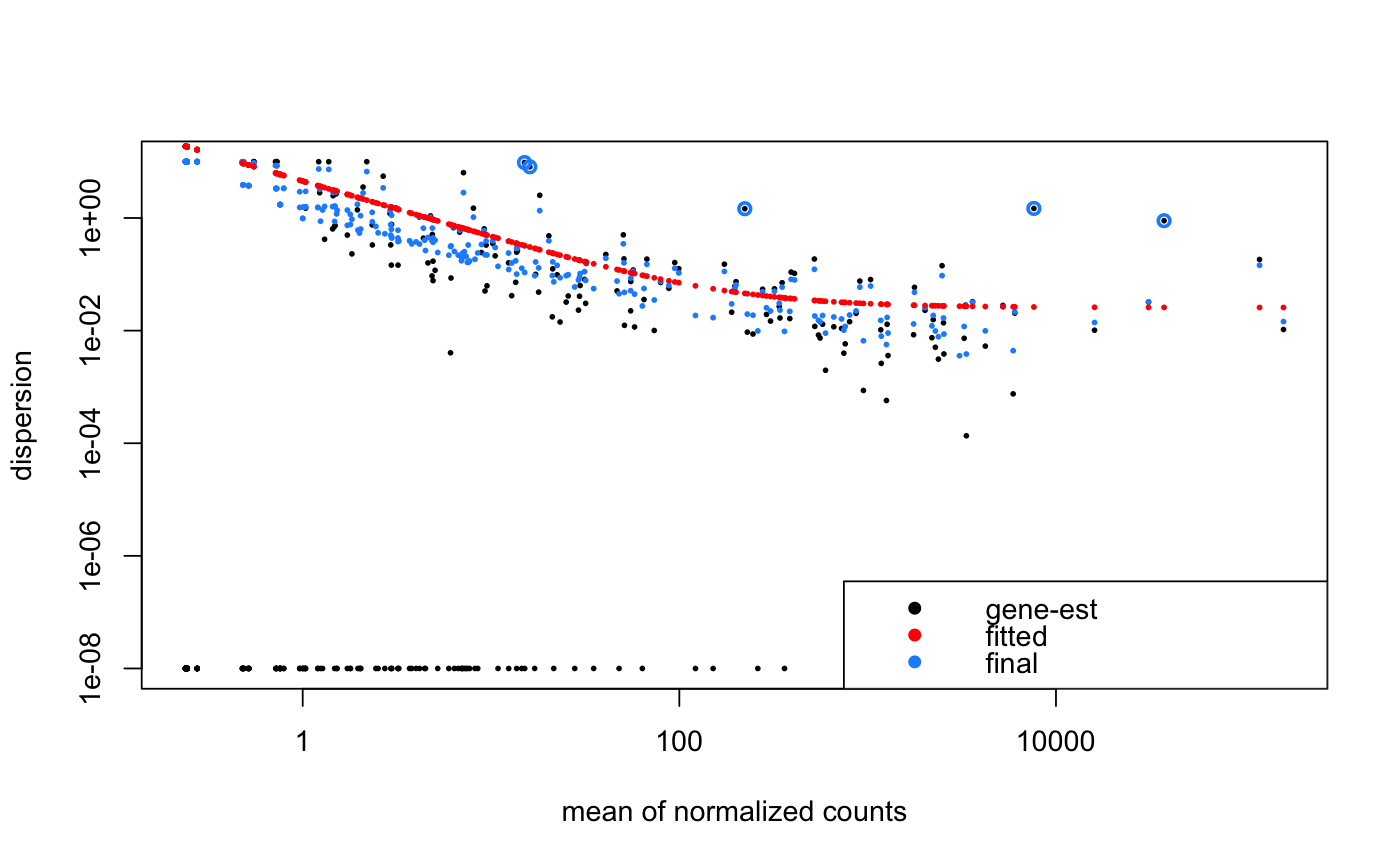 dispersion
1e+00
1e-02
1e-04
1e-06
1e-08
gene-est
fitted
final
1
100
10000
mean of normalized counts